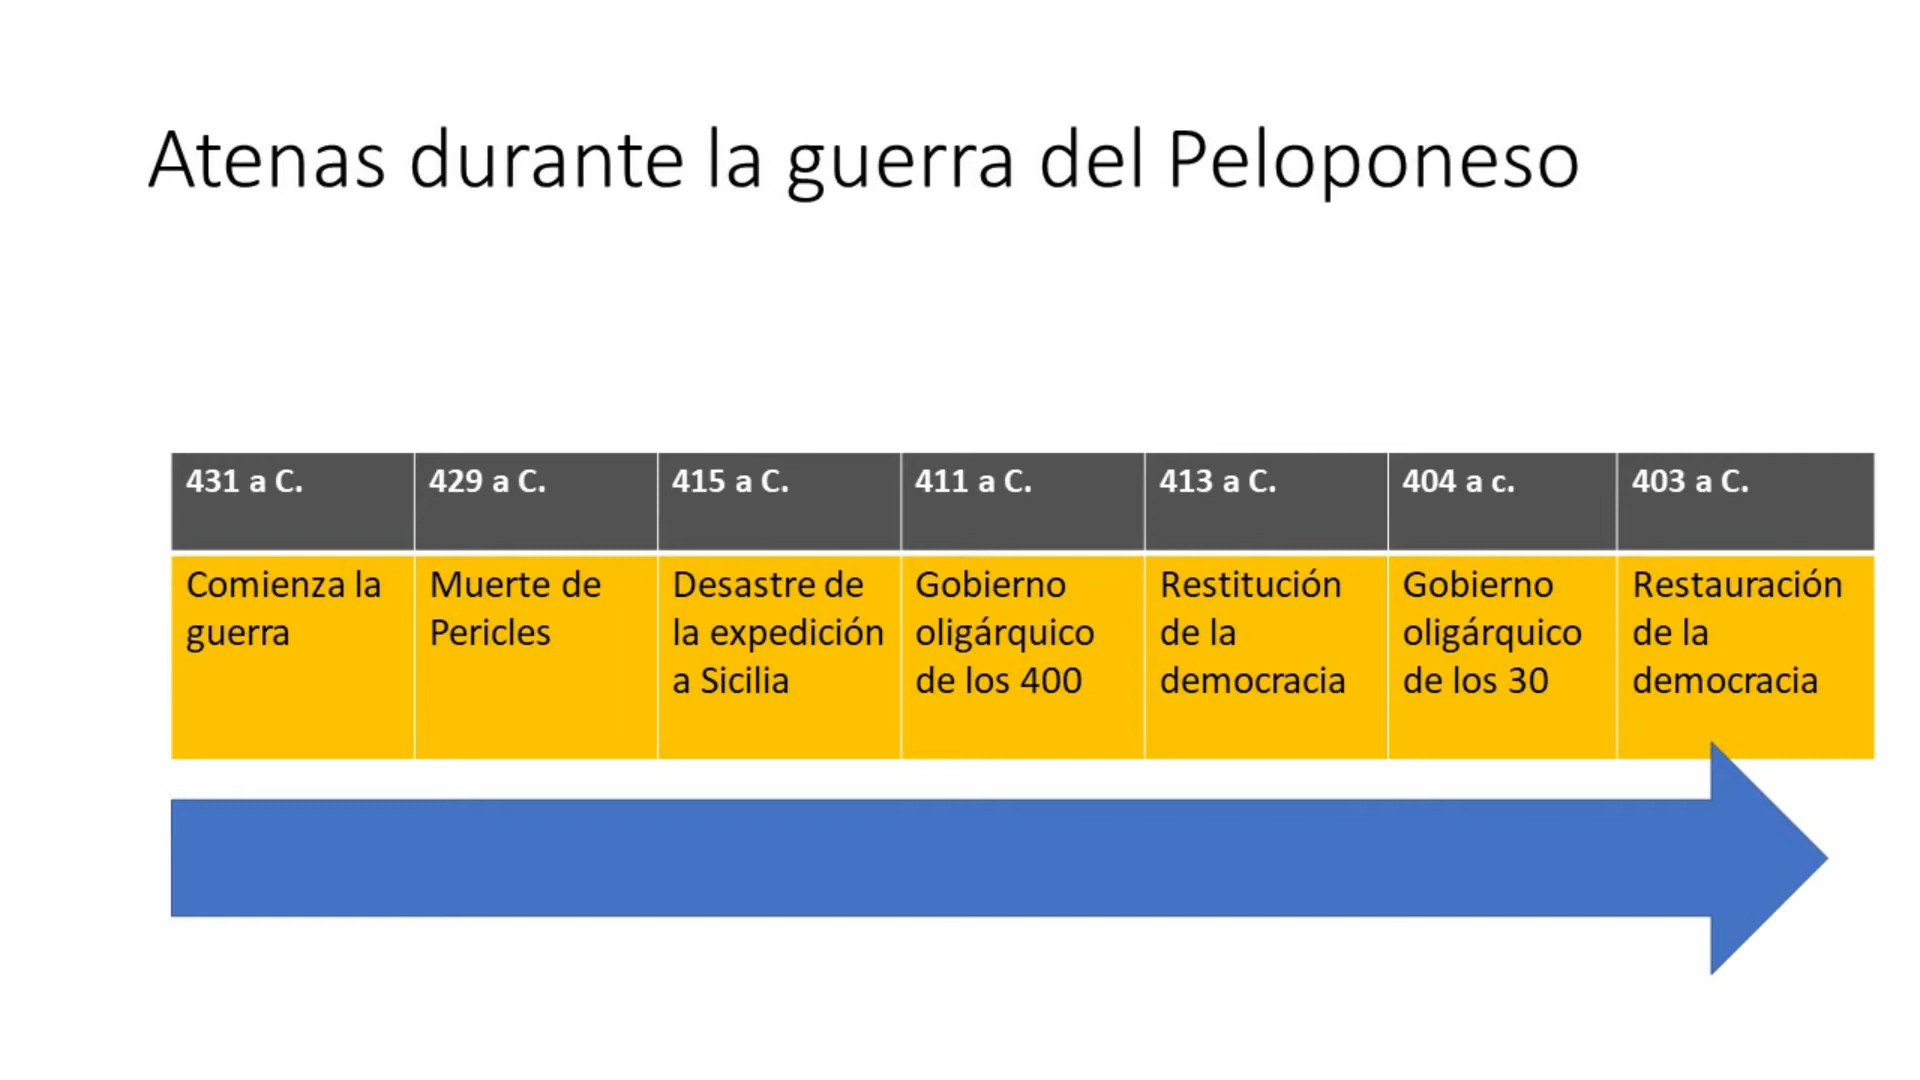 Atenas durante la guerra del Peloponeso
431 a C.
429 a C.
415 a C.
411 a C.
413 a C.
404 a c.
403 a C.
Comienza la
guerra
Muerte de
Pericles
Desastre de
la expedición
a Sicilia
Gobierno
oligárquico
de los 400
Restitución
de la
democracia
Gobierno
oligárquico
de los 30
Restauración
de la
democracia